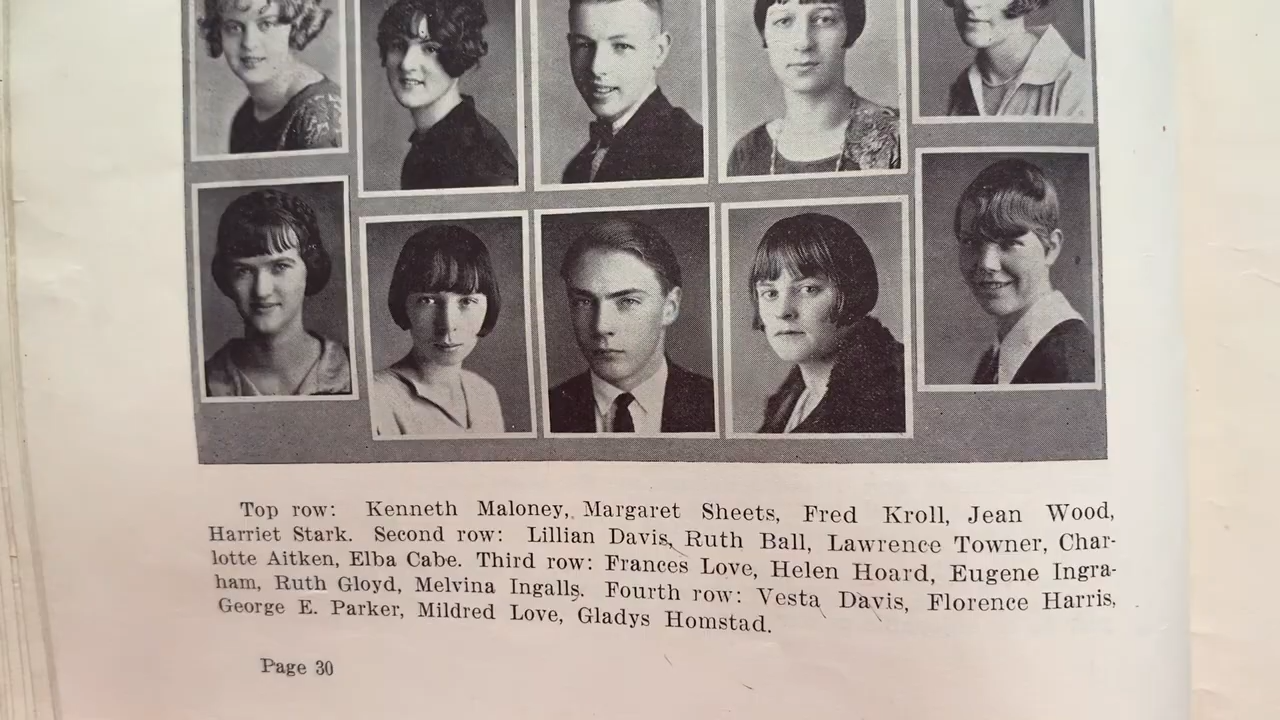 Top row: Kenneth Maloney, Margaret Sheets, Fred Kroll, Jean Wood,
Harriet Stark. Second row: Lillian Davis, Ruth Ball, Lawrence Towner, Char-
lotte Aitken, Elba Cabe. Third row: Frances Love, Helen Hoard, Eugene Ingra-
ham, Ruth Gloyd, Melvina Ingalls. Fourth row: Vesta Davis, Florence Harris,
George E. Parker, Mildred Love, Gladys Homstad.
Page 30